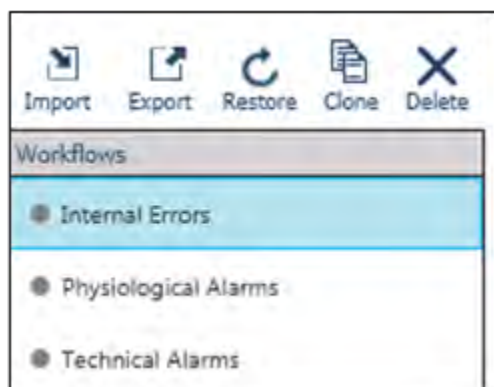 Import Export Restore Clone Delete
Workflows
Internal Errors
Physiological Alarms
Technical Alarms